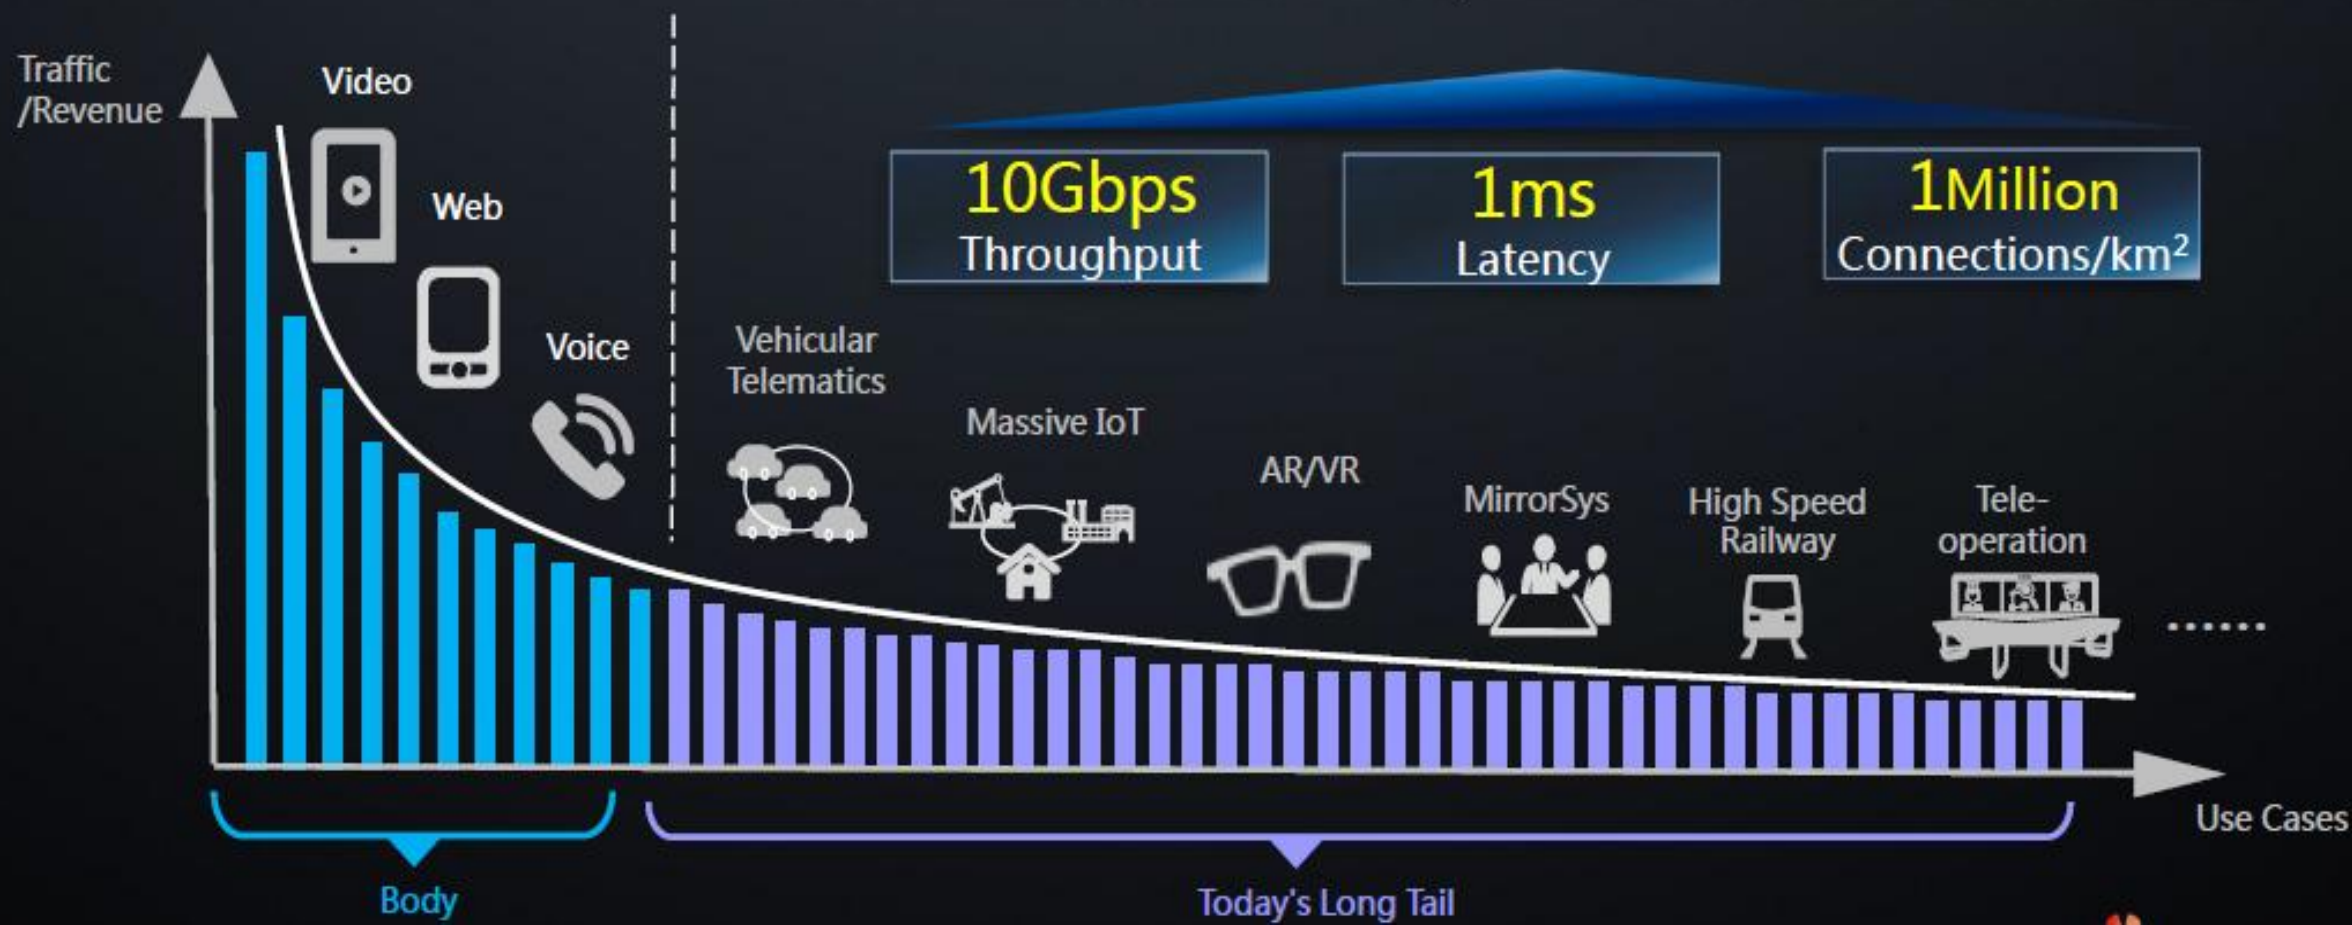 Traffic
/Revenue
Video
Web
Voice
10Gbps
Throughput
1ms
Latency
1Million
Connections/km²
Vehicular
Telematics
Massive IoT
AR/VR
MirrorSys
High Speed
Railway
Tele-
operation
......
Use Cases
Body
Today's Long Tail